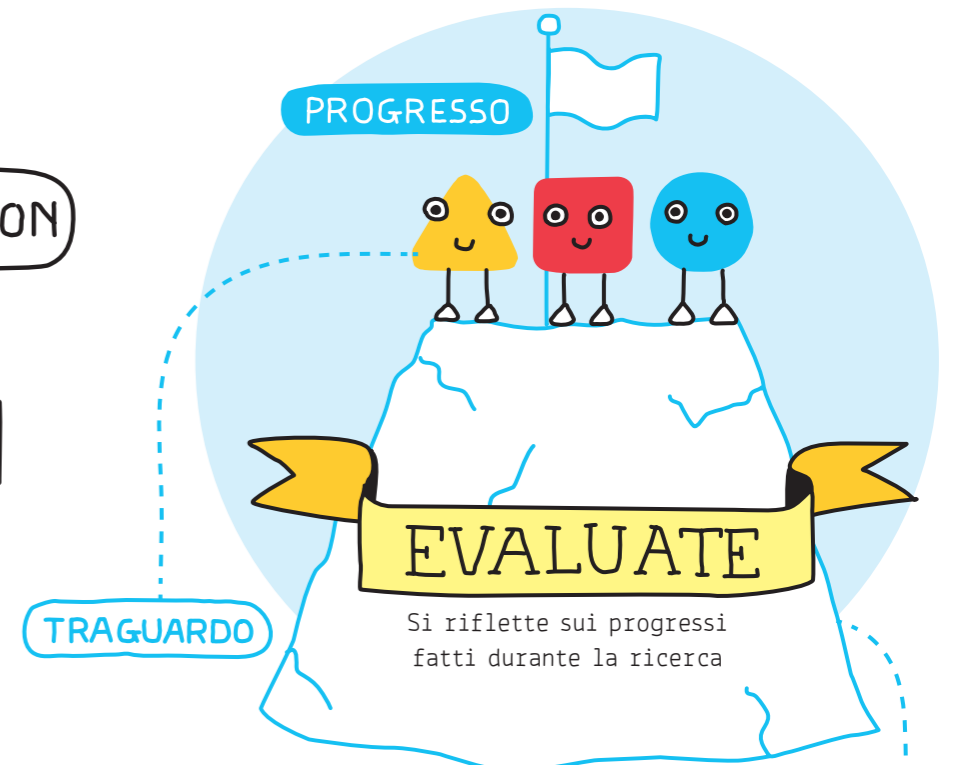 PROGRESSO
ON
EVALUATE
Si riflette sui progressi
fatti durante la ricerca
TRAGUARDO